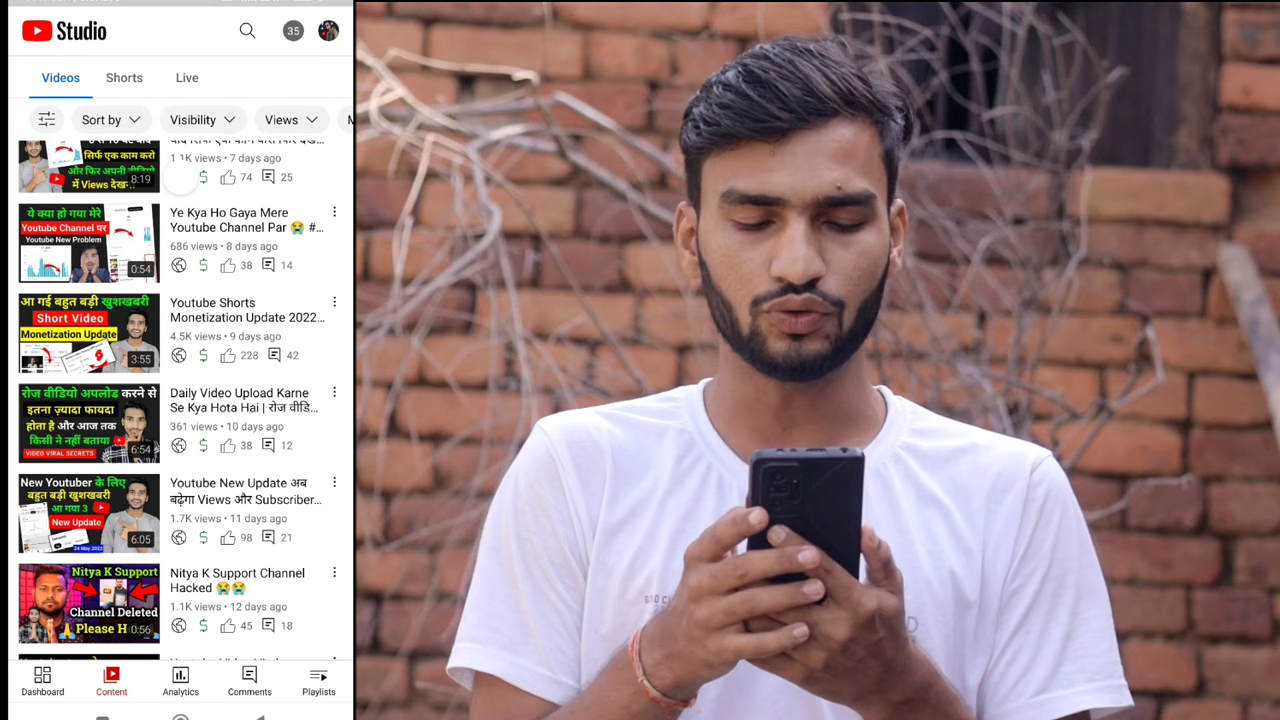 Studio
35
Videos Shorts Live
Sort by Visibility Views
सिर्फ एक काम करो
और फिर अपनी वीडियो
में Views देखना
8:19
1 1K views • 7 days ago
74 25
ये क्या हो गया मेरे
Youtube Channel पर
Youtube New Problem
0:54
Ye Kya Ho Gaya Mere
Youtube Channel Par 😭 #...
686 views • 8 days ago
38 14
आ गई बहुत बड़ी खुशखबरी
Short Video
Monetization Update
3:55
Youtube Shorts
Monetization Update 2022...
4.5K views • 9 days ago
228 42
रोज वीडियो अपलोड करने से
इतना ज़्यादा फायदा
होता है और आज तक
किसी ने नहीं बताया
VIDEO VIRAL SECRETS
6:54
Daily Video Upload Karne
Se Kya Hota Hai | रोज वीडि...
361 views • 10 days ago
38 12
New Youtuber के लिए
बहुत बड़ी खुशखबरी
आ गया 3
New Update
24 May 2022
6:05
Youtube New Update अब
बढ़ेगा Views और Subscriber...
1.7K views • 11 days ago
98 21
Nitya K Support
Channel Deleted
Please H
0:56
Nitya K Support Channel
Hacked 😭😭
1.1K views • 12 days ago
45 18
Dashboard Content Analytics Comments Playlists